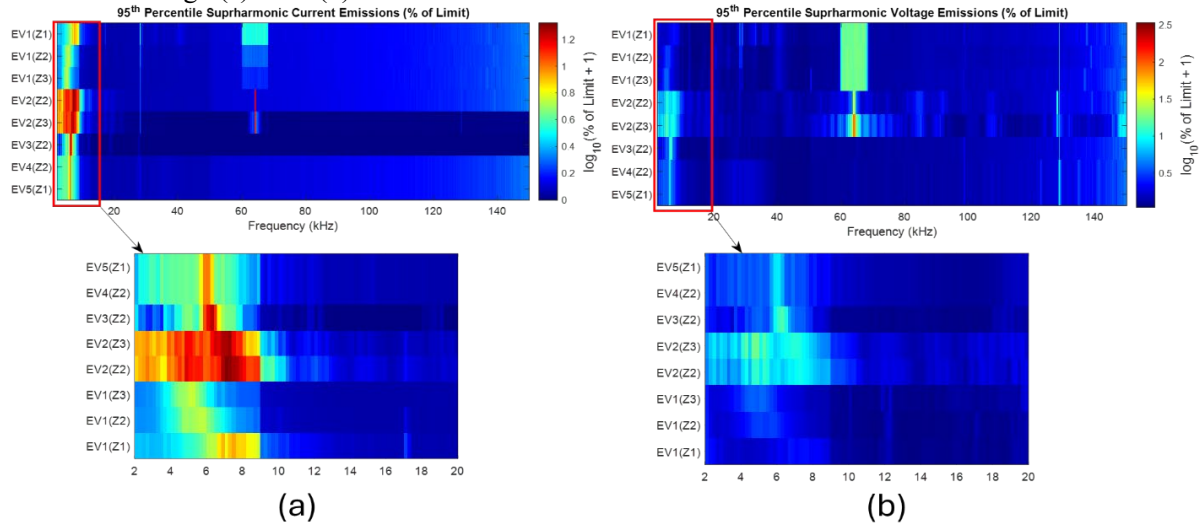 95th Percentile Suprharmonic Current Emissions (% of Limit)
EV1(Z1)
EV1(Z2)
EV1(Z3)
EV2(Z2)
EV2(Z3)
EV3(Z2)
EV4(Z2)
EV5(Z1)
20 40 60 80 100 120 140
Frequency (kHz)
1.2
1
0.8
0.6
0.4
0.2
0
log10(% of Limit + 1)
EV5(Z1)
EV4(Z2)
EV3(Z2)
EV2(Z3)
EV2(Z2)
EV1(Z3)
EV1(Z2)
EV1(Z1)
2 4 6 8 10 12 14 16 18 20
(a)
95th Percentile Suprharmonic Voltage Emissions (% of Limit)
EV1(Z1)
EV1(Z2)
EV1(Z3)
EV2(Z2)
EV2(Z3)
EV3(Z2)
EV4(Z2)
EV5(Z1)
20 40 60 80 100 120 140
Frequency (kHz)
2.5
2
1.5
1
0.5
log10(% of Limit + 1)
EV5(Z1)
EV4(Z2)
EV3(Z2)
EV2(Z3)
EV2(Z2)
EV1(Z3)
EV1(Z2)
EV1(Z1)
2 4 6 8 10 12 14 16 18 20
(b)